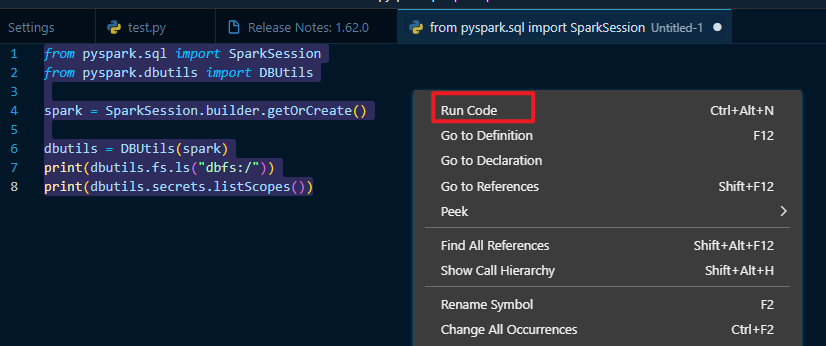 Settings
test.py
Release Notes: 1.62.0
from pyspark.sql import SparkSession Untitled-1
1 from pyspark.sql import SparkSession
2 from pyspark.dbutils import DBUtils
3
4 spark = SparkSession.builder.getOrCreate()
5
6 dbutils = DBUtils(spark)
7 print(dbutils.fs.ls("dbfs:/"))
8 print(dbutils.secrets.listScopes())
Run Code Ctrl+Alt+N
Go to Definition F12
Go to Declaration
Go to References Shift+F12
Peek
Find All References Shift+Alt+F12
Show Call Hierarchy Shift+Alt+H
Rename Symbol F2
Change All Occurrences Ctrl+F2